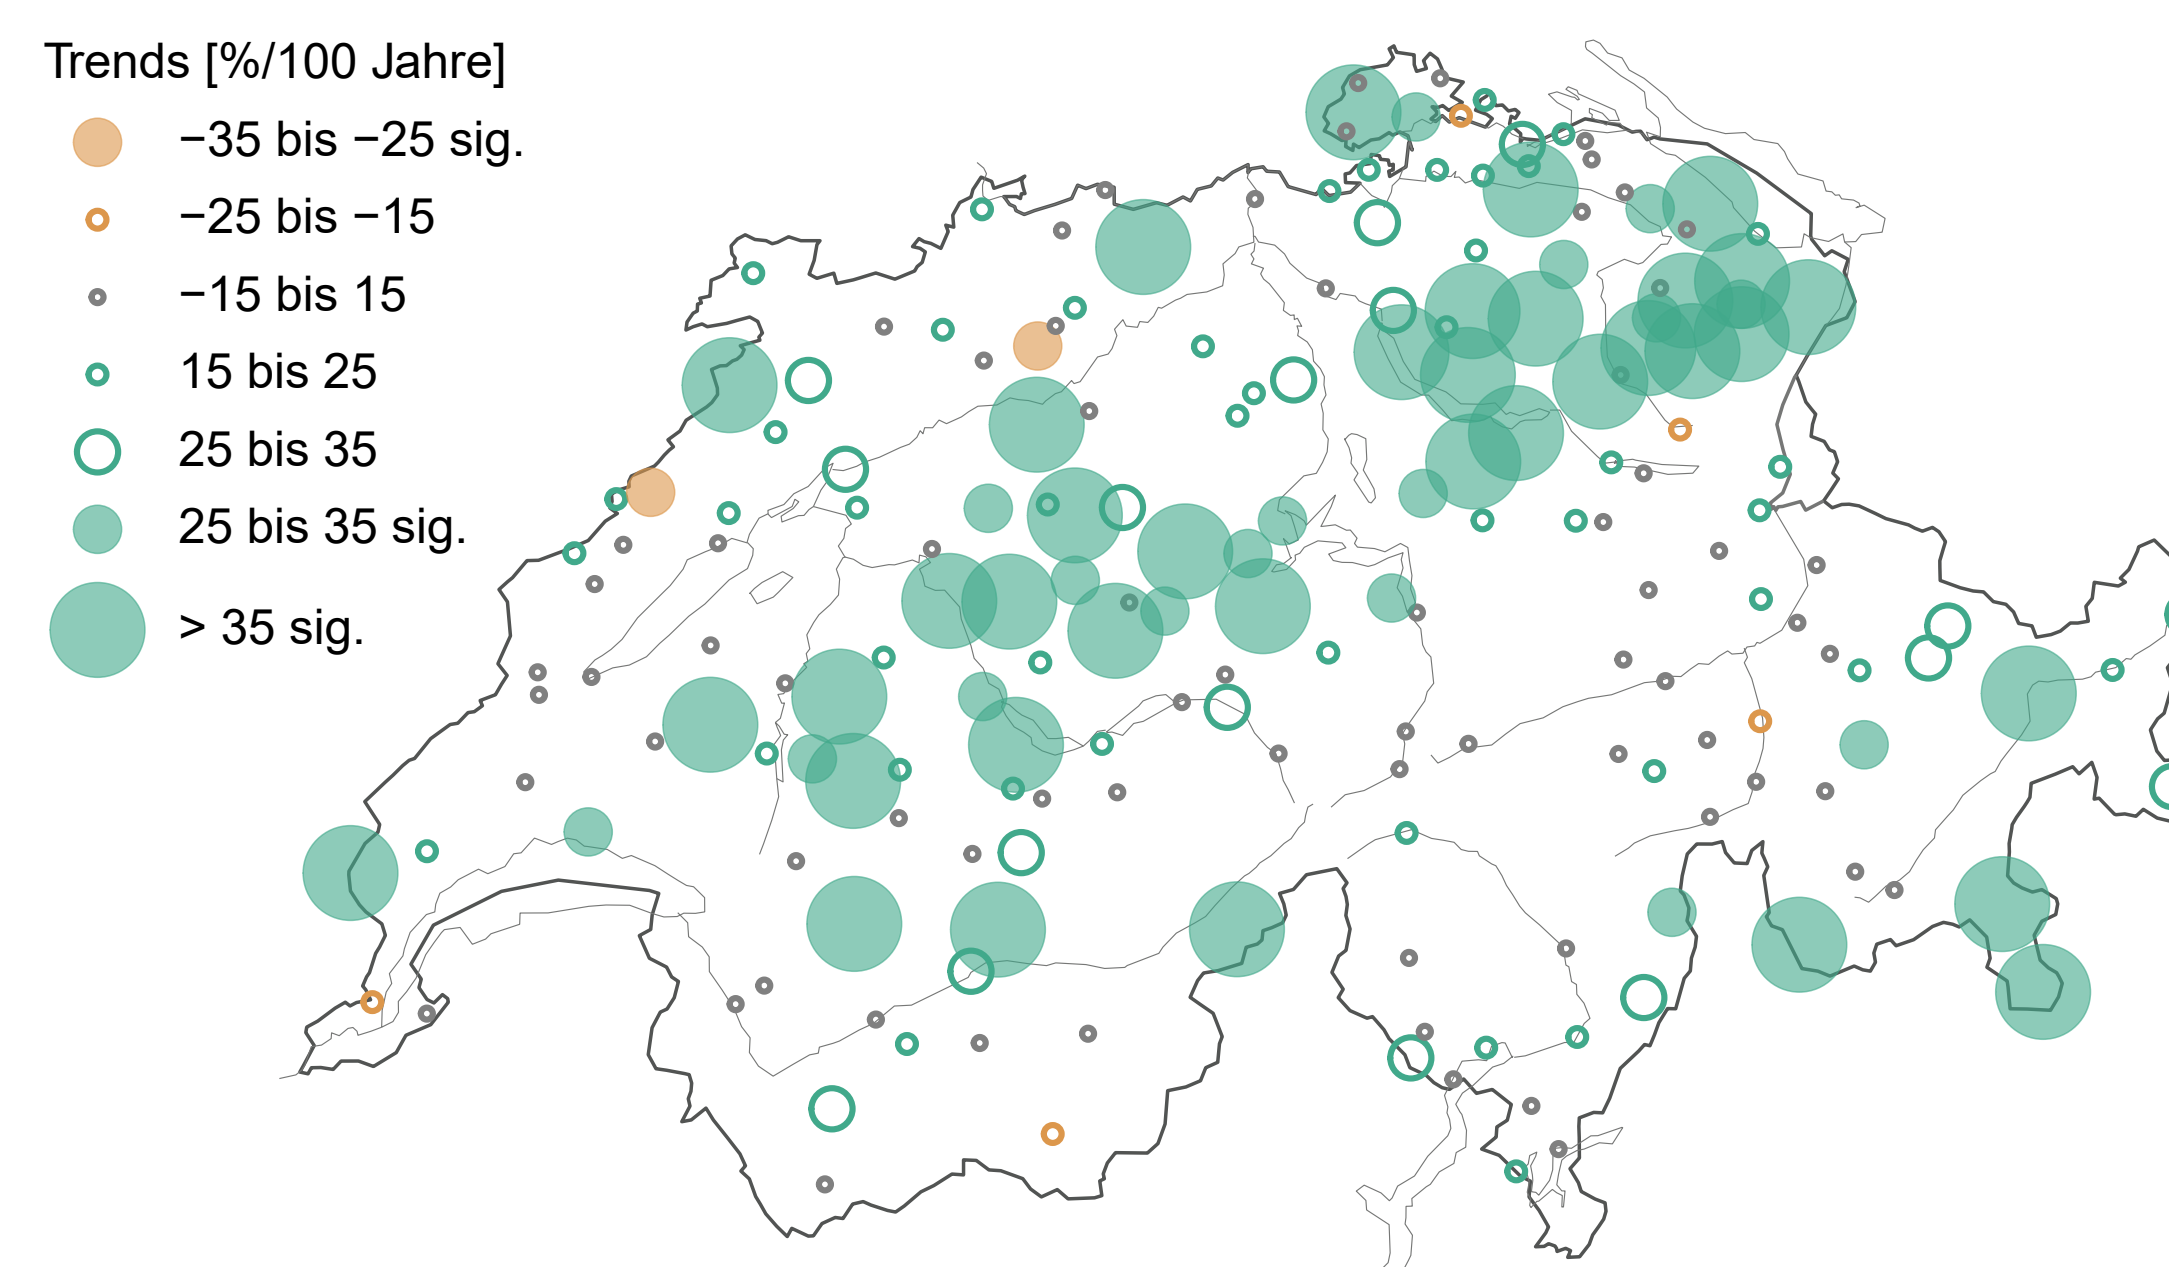 Trends [%/100 Jahre]
−35 bis −25 sig.
−25 bis −15
−15 bis 15
15 bis 25
25 bis 35
25 bis 35 sig.
> 35 sig.